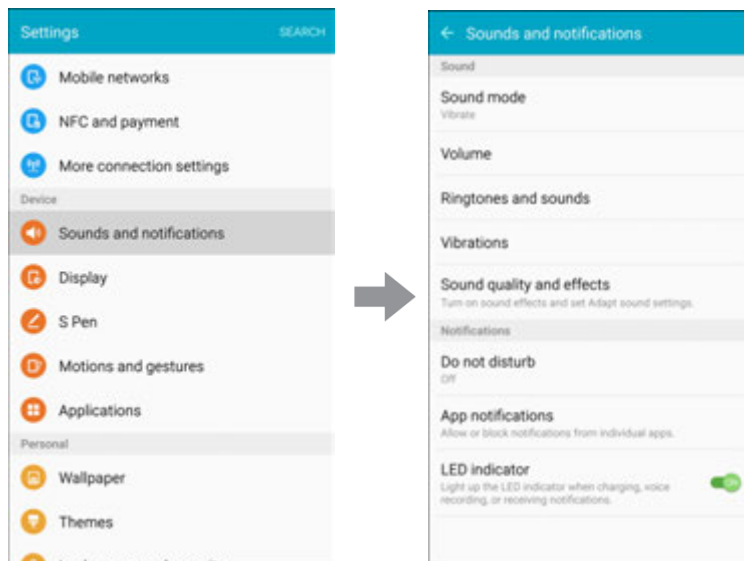 Settings
SEARCH
Mobile networks
NFC and payment
More connection settings
Device
Sounds and notifications
Display
S Pen
Motions and gestures
Applications
Personal
Wallpaper
Themes
Sounds and notifications
Sound
Sound mode
Vibrate
Volume
Ringtones and sounds
Vibrations
Sound quality and effects
Turn on sound effects and set Adapt sound settings.
Notifications
Do not disturb
Off
App notifications
Allow or block notifications from individual apps.
LED indicator
Light up the LED indicator when charging, voice
recording, or receiving notifications.
ON